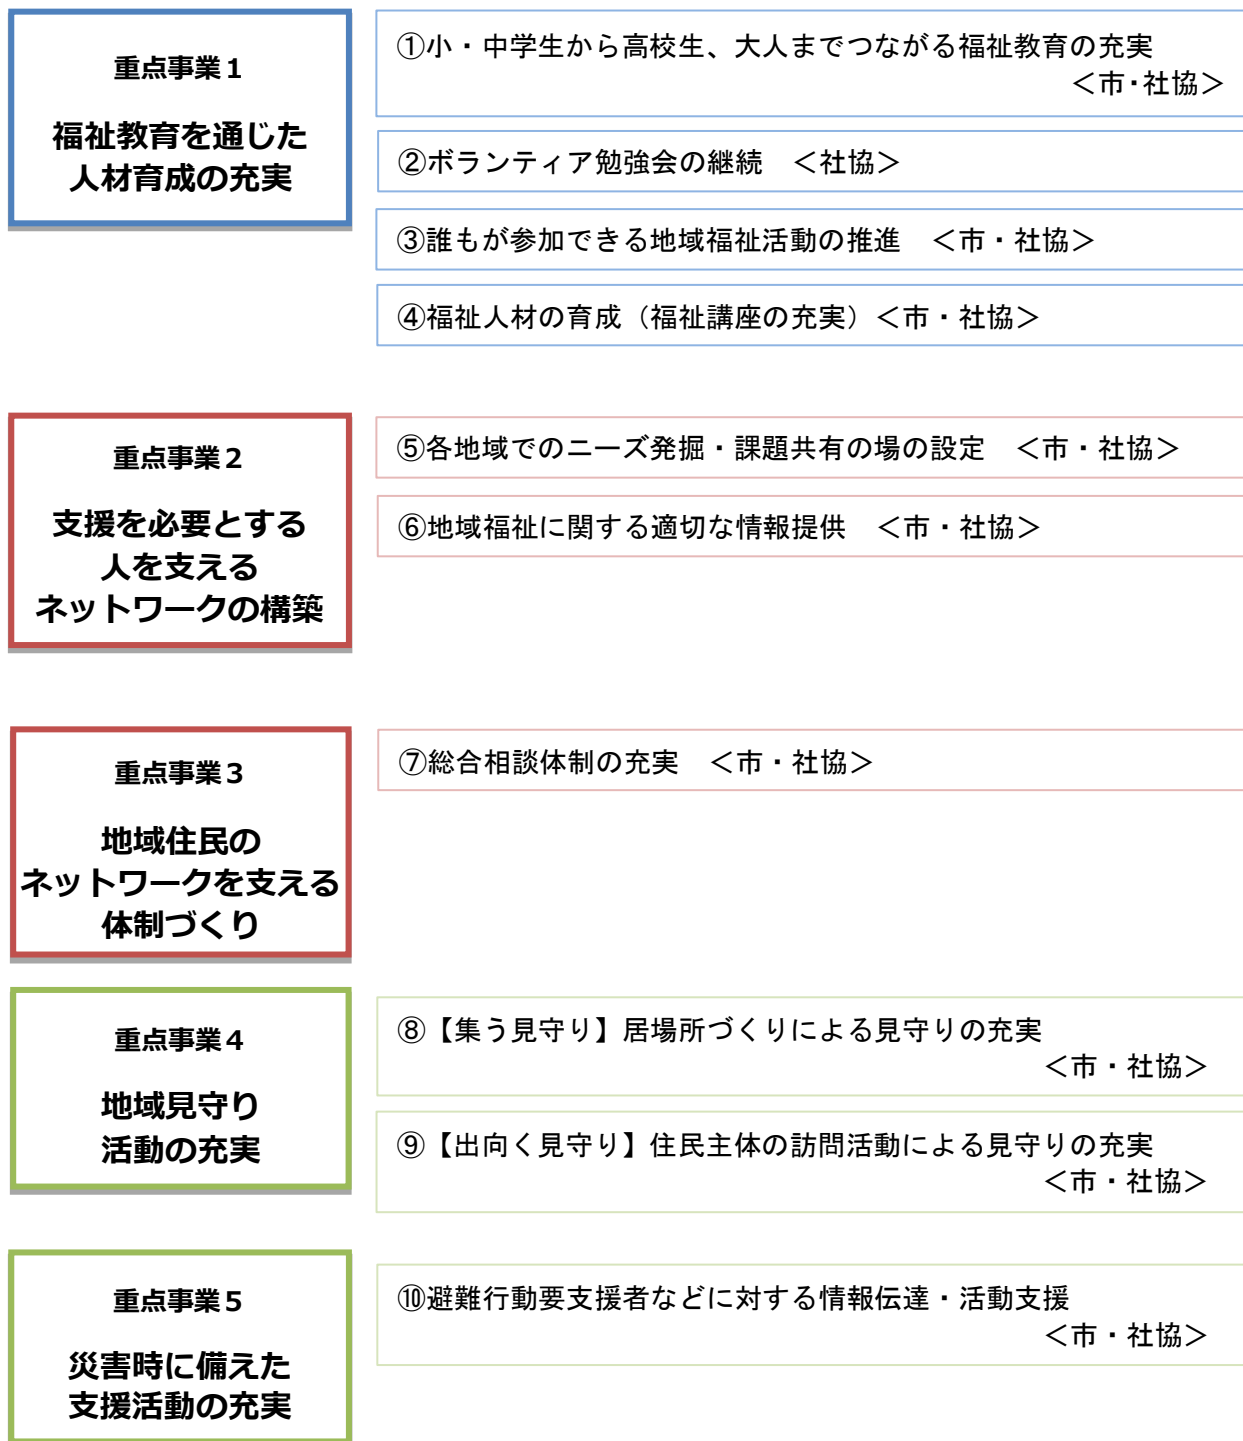 重点事業１
福祉教育を通じた
人材育成の充実
①小・中学生から高校生、大人までつながる福祉教育の充実
＜市・社協＞
②ボランティア勉強会の継続　＜社協＞
③誰もが参加できる地域福祉活動の推進　＜市・社協＞
④福祉人材の育成（福祉講座の充実）＜市・社協＞
重点事業２
支援を必要とする
人を支える
ネットワークの構築
⑤各地域でのニーズ発掘・課題共有の場の設定　＜市・社協＞
⑥地域福祉に関する適切な情報提供　＜市・社協＞
重点事業３
地域住民の
ネットワークを支える
体制づくり
⑦総合相談体制の充実　＜市・社協＞
重点事業４
地域見守り
活動の充実
⑧【集う見守り】居場所づくりによる見守りの充実
＜市・社協＞
⑨【出向く見守り】住民主体の訪問活動による見守りの充実
＜市・社協＞
重点事業５
災害時に備えた
支援活動の充実
⑩避難行動要支援者などに対する情報伝達・活動支援
＜市・社協＞